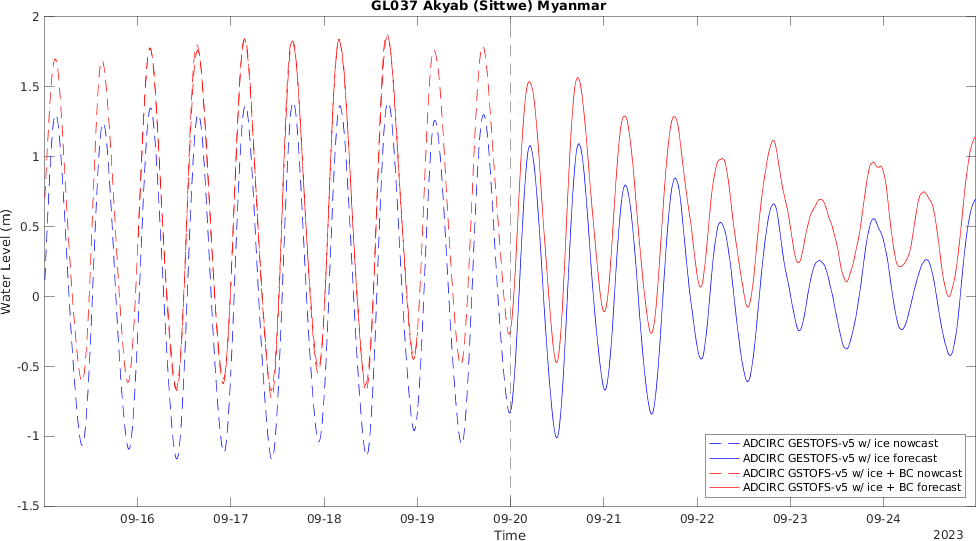 GL037 Akyab (Sittwe) Myanmar
2
1.5
1
0.5
0
-0.5
-1
-1.5
Water Level (m)
ADCIRC GESTOFS-v5 w/ ice nowcast
ADCIRC GESTOFS-v5 w/ ice forecast
ADCIRC GSTOFS-v5 w/ ice + BC nowcast
ADCIRC GSTOFS-v5 w/ ice + BC forecast
09-16 09-17 09-18 09-19 09-20 09-21 09-22 09-23 09-24
Time
2023